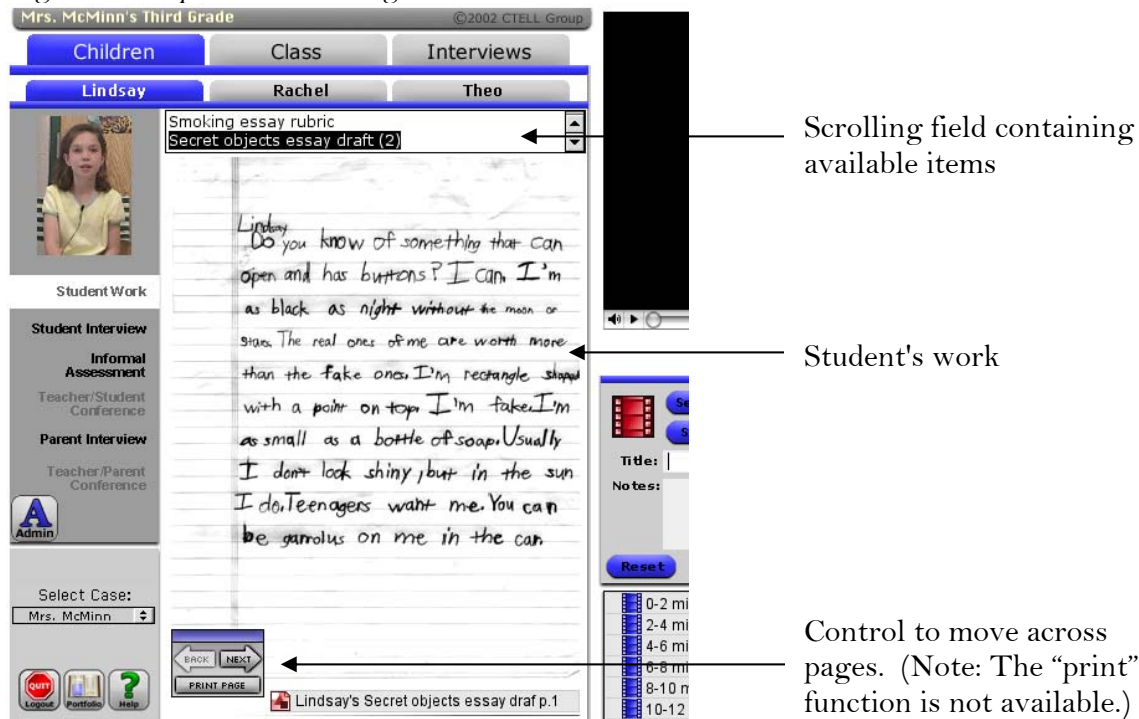 Mrs. McMinn's Third Grade
©2002 CTELL Group
Children
Class
Interviews
Lindsay
Rachel
Theo
Smoking essay rubric
Secret objects essay draft (2)
Scrolling field containing
available items
Lindsay
Do you know of something that can
open and has buttons? I can. I'm
as black as night without the moon or
stars. The real ones of me are worth more
than the fake ones. I'm rectangle shaped
with a point on top. I'm fake. I'm
as small as a bottle of soap. Usually
I don't look shiny, but in the sun
I do. Teenagers want me. You can
be garrolus on me in the car.
Student's work
Student Work
Student Interview
Informal
Assessment
Teacher/Student
Conference
Parent Interview
Teacher/Parent
Conference
A
Admin
Select Case:
Mrs. McMinn
QUIT
Logout
Portfolio
?
Help
BACK
NEXT
PRINT PAGE
Lindsay's Secret objects essay draf p.1
Title:
Notes:
Reset
0-2 mi
2-4 mi
4-6 mi
6-8 mi
8-10 m
10-12
Control to move across
pages. (Note: The “print”
function is not available.)